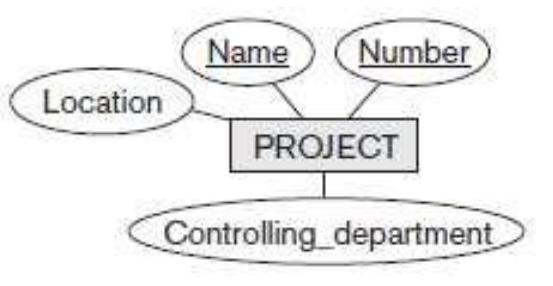 Name
Number
Location
PROJECT
Controlling_department